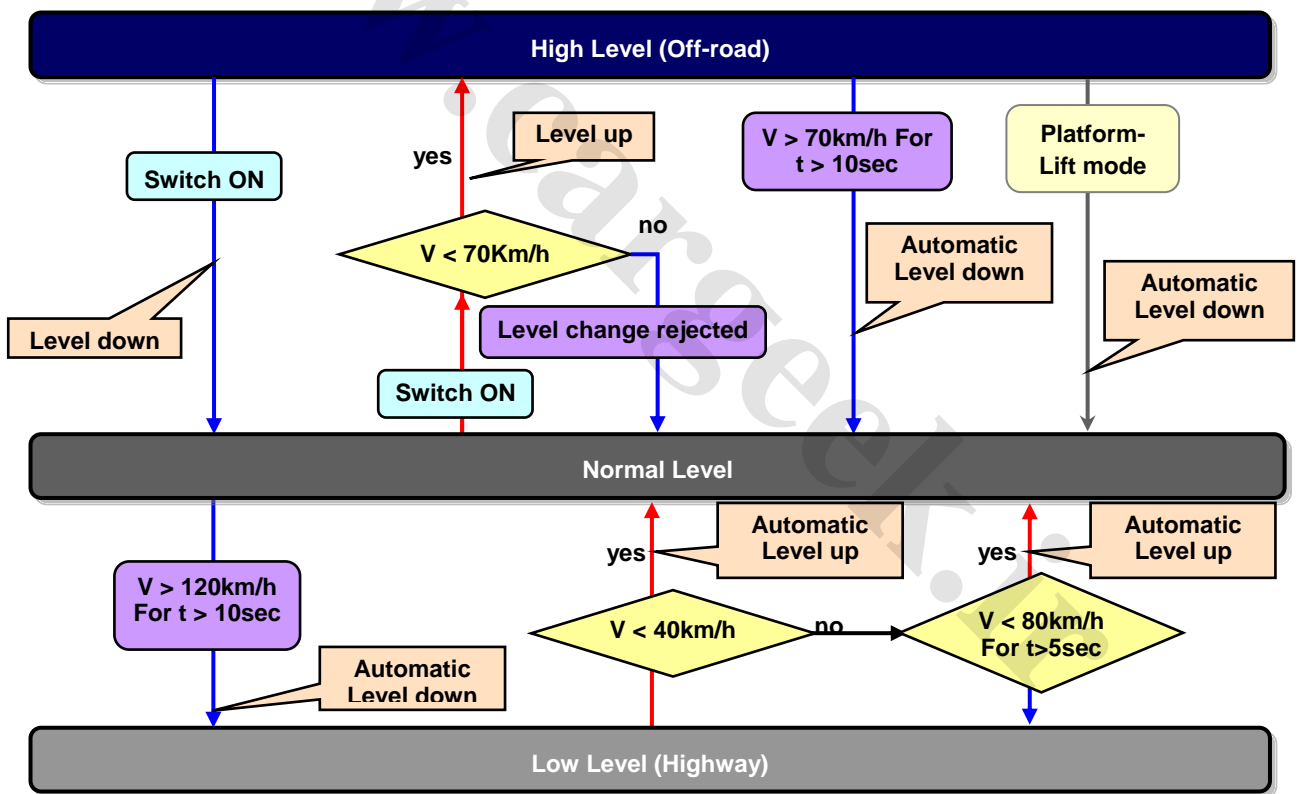 High Level (Off-road)
Switch ON
Level down
yes
Level up
V < 70Km/h
no
Level change rejected
Switch ON
V > 70km/h For
t > 10sec
Automatic
Level down
Platform-
Lift mode
Automatic
Level down
Normal Level
V > 120km/h
For t > 10sec
Automatic
Level down
yes
Automatic
Level up
V < 40km/h
no
yes
Automatic
Level up
V < 80km/h
For t>5sec
Low Level (Highway)
w.cargeek.ir